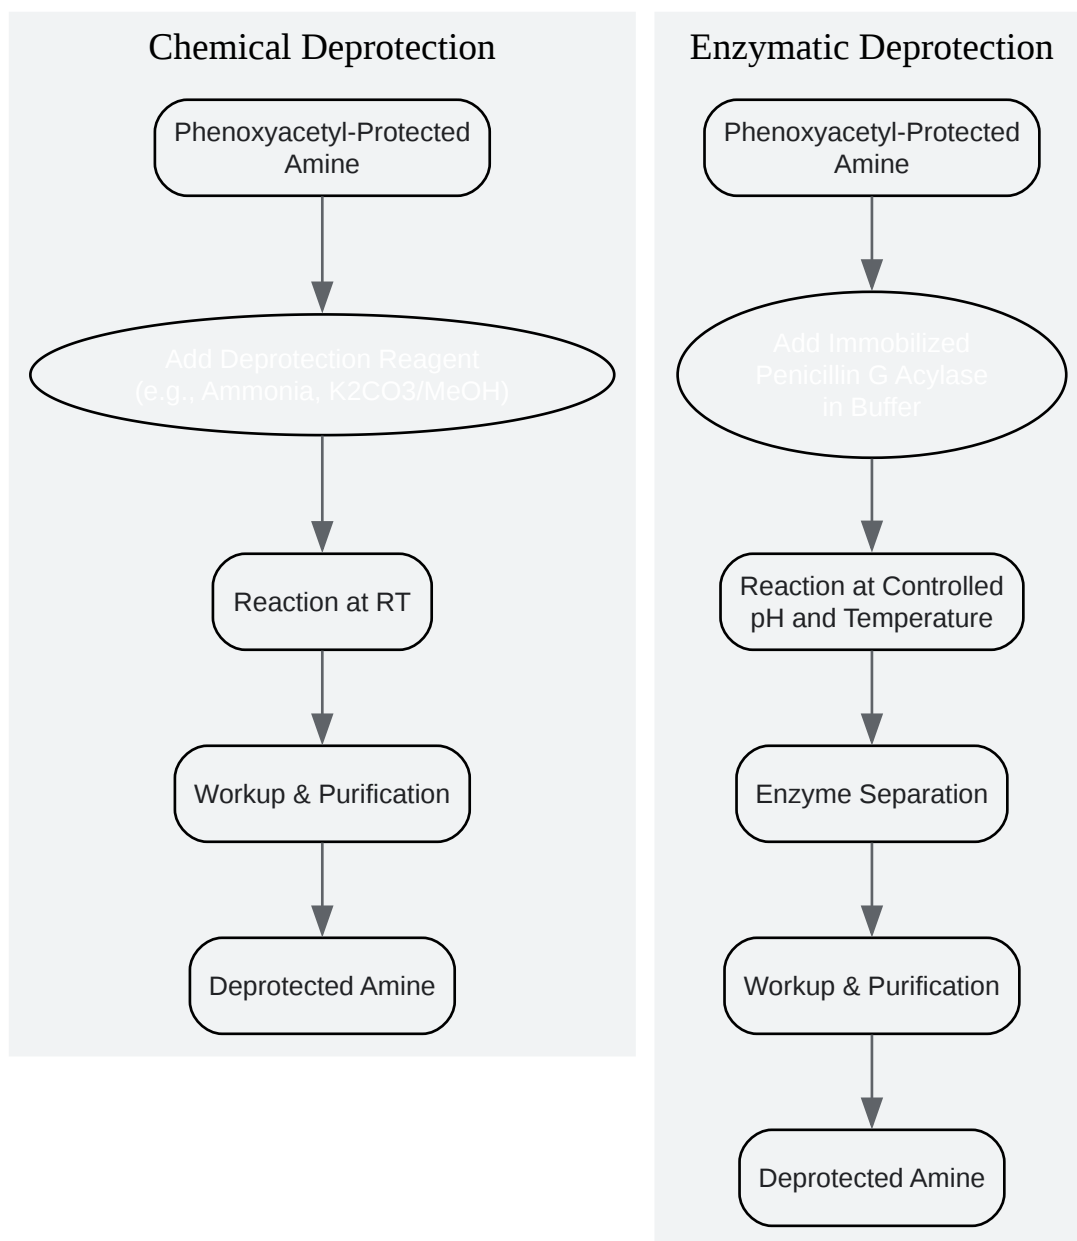 Chemical Deprotection
Phenoxyacetyl-Protected
Amine
Add Deprotection Reagent
(e.g., Ammonia, K2CO3/MeOH)
Reaction at RT
Workup & Purification
Deprotected Amine
Enzymatic Deprotection
Phenoxyacetyl-Protected
Amine
Add Immobilized
Penicillin G Acylase
in Buffer
Reaction at Controlled
pH and Temperature
Enzyme Separation
Workup & Purification
Deprotected Amine